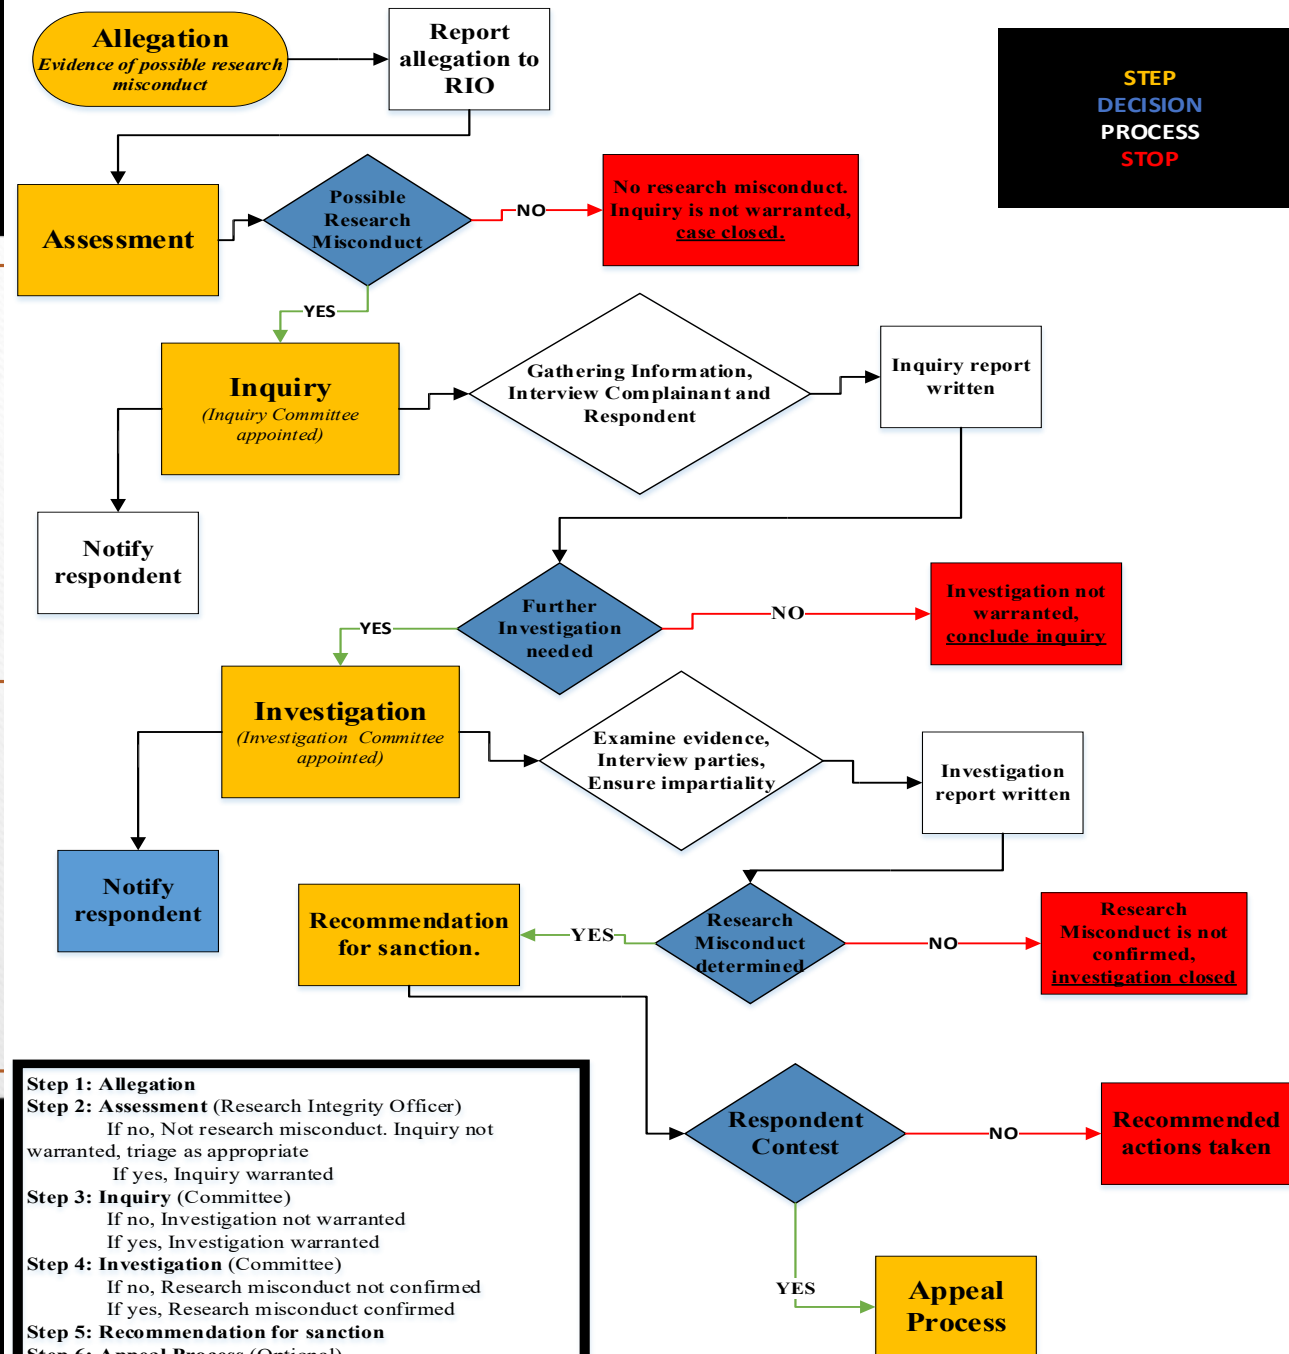 Allegation
Evidence of possible research
misconduct
Report
allegation to
RIO
STEP
DECISION
PROCESS
STOP
Assessment
Possible
Research
Misconduct
NO
No research misconduct.
Inquiry is not warranted,
case closed.
YES
Inquiry
(Inquiry Committee
appointed)
Gathering Information,
Interview Complainant and
Respondent
Inquiry report
written
Notify
respondent
Further
Investigation
needed
NO
Investigation not
warranted,
conclude inquiry
YES
Investigation
(Investigation Committee
appointed)
Examine evidence,
Interview parties,
Ensure impartiality
Investigation
report written
Notify
respondent
Recommendation
for sanction.
YES
Research
Misconduct
determined
NO
Research
Misconduct is not
confirmed,
investigation closed
Respondent
Contest
NO
Recommended
actions taken
YES
Appeal
Process
Step 1: Allegation
Step 2: Assessment (Research Integrity Officer)
If no, Not research misconduct. Inquiry not
warranted, triage as appropriate
If yes, Inquiry warranted
Step 3: Inquiry (Committee)
If no, Investigation not warranted
If yes, Investigation warranted
Step 4: Investigation (Committee)
If no, Research misconduct not confirmed
If yes, Research misconduct confirmed
Step 5: Recommendation for sanction
Step 6: Appeal Process (Optional)